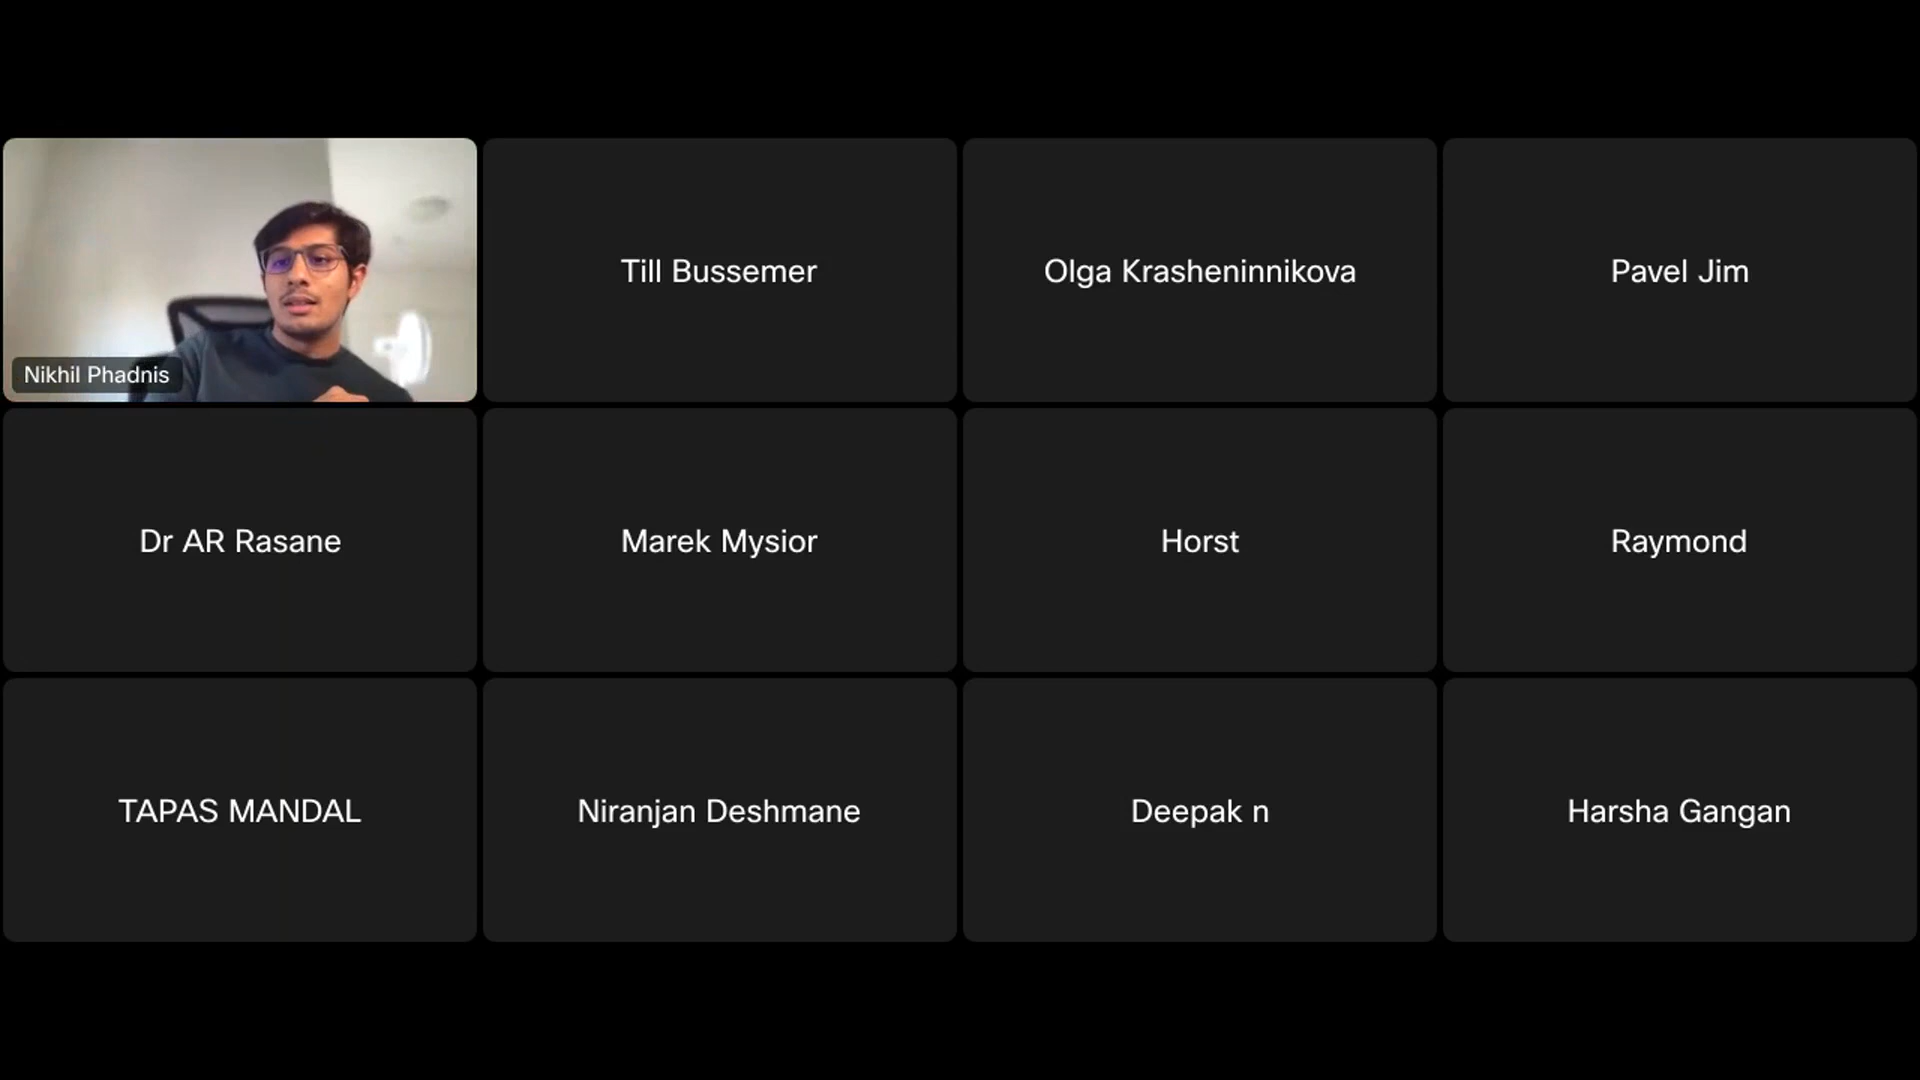 Nikhil Phadnis
Till Bussemer
Olga Krasheninnikova
Pavel Jim
Dr AR Rasane
Marek Mysior
Horst
Raymond
TAPAS MANDAL
Niranjan Deshmane
Deepak n
Harsha Gangan